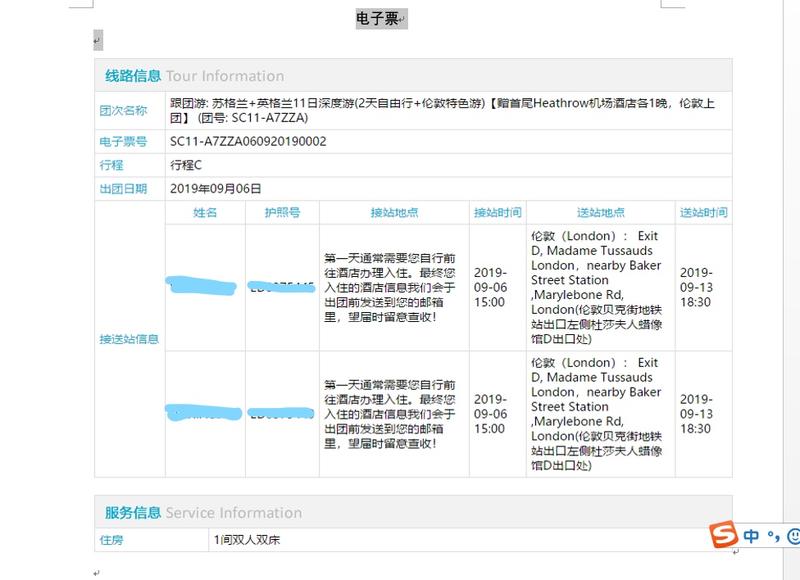 电子票
线路信息 Tour Information
团次名称
跟团游: 苏格兰+英格兰11日深度游(2天自由行+伦敦特色游)【赠首尾Heathrow机场酒店各1晚，伦敦上
团】 (团号: SC11-A7ZZA)
电子票号
SC11-A7ZZA060920190002
行程
行程C
出团日期
2019年09月06日
接送站信息
姓名 护照号 接站地点 接站时间 送站地点 送站时间
第一天通常需要您自行前
往酒店办理入住。最终您
入住的酒店信息我们会于
出团前发送到您的邮箱
里，望届时留意查收！
2019-
09-06
15:00
伦敦（London）： Exit
D, Madame Tussauds
London，nearby Baker
Street Station
,Marylebone Rd,
London(伦敦贝克街地铁
站出口左侧杜莎夫人蜡像
馆D出口处)
2019-
09-13
18:30
第一天通常需要您自行前
往酒店办理入住。最终您
入住的酒店信息我们会于
出团前发送到您的邮箱
里，望届时留意查收！
2019-
09-06
15:00
伦敦（London）： Exit
D, Madame Tussauds
London，nearby Baker
Street Station
,Marylebone Rd,
London(伦敦贝克街地铁
站出口左侧杜莎夫人蜡像
馆D出口处)
2019-
09-13
18:30
服务信息 Service Information
住房
1间双人双床
S 中 °,